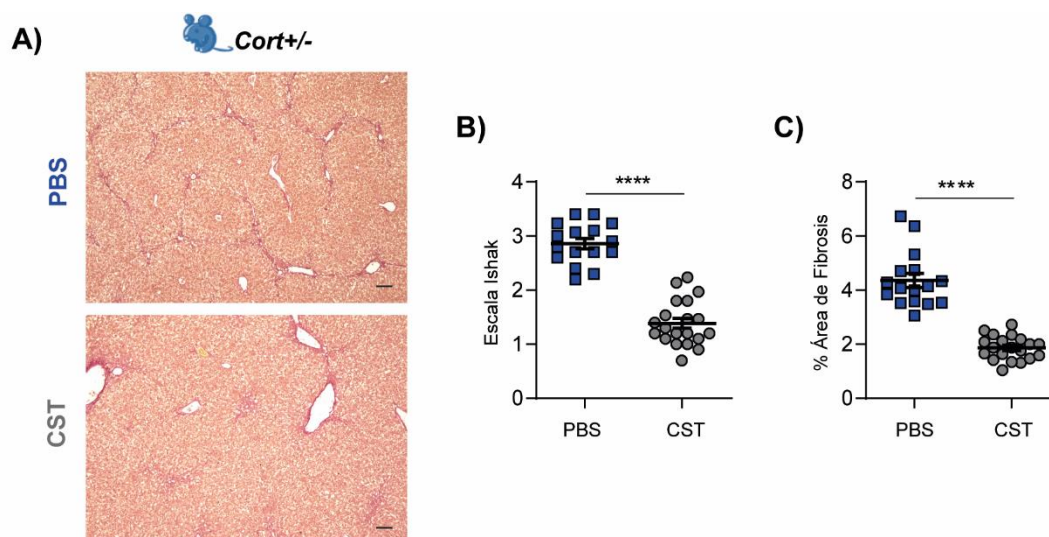 A)
Cort+/-
PBS
CST
B)
****
Escala Ishak
4
3
2
1
0
PBS CST
C)
****
% Área de Fibrosis
8
6
4
2
0
PBS CST